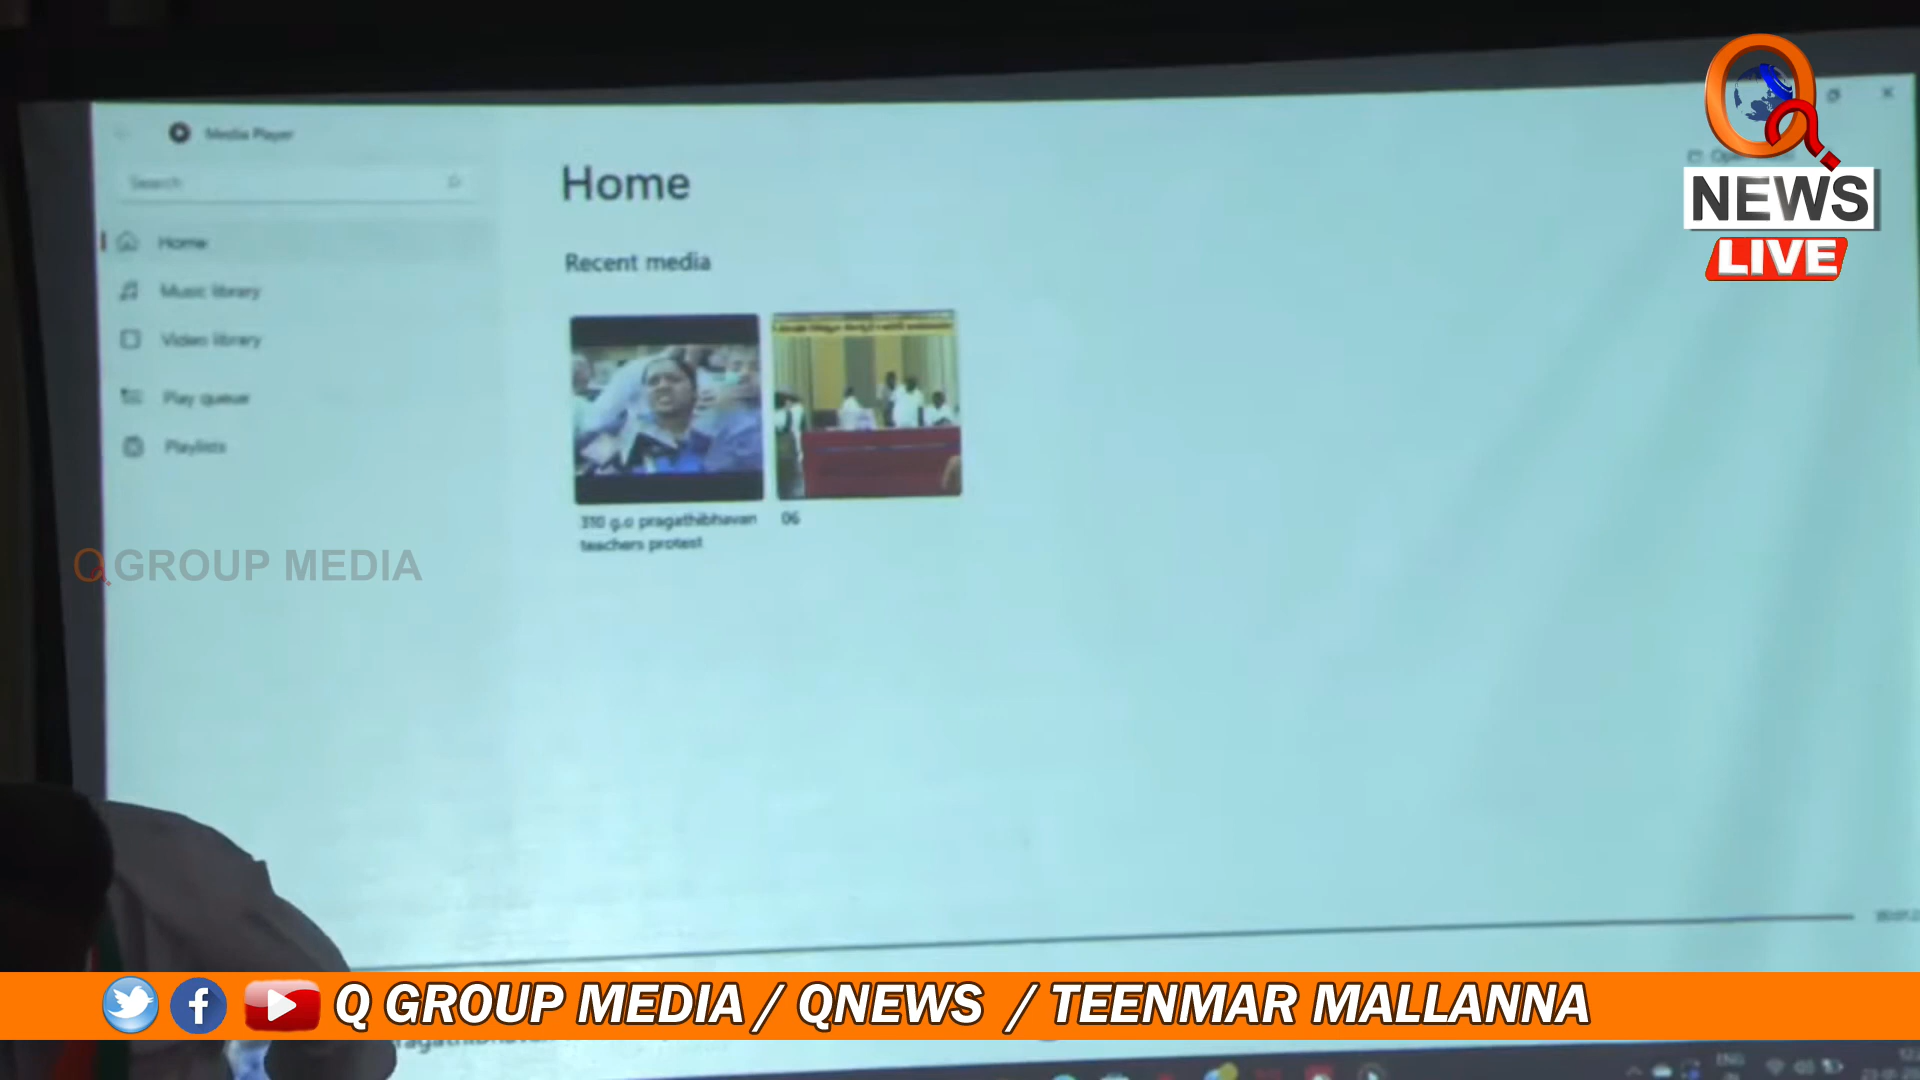 Media Player
Search
Home
Music library
Video library
Play queue
Playlists
Home
Recent media
310 g.o pragathibhavan
teachers protest
06
NEWS
LIVE
Q GROUP MEDIA
Q GROUP MEDIA / QNEWS / TEENMAR MALLANNA
ENG